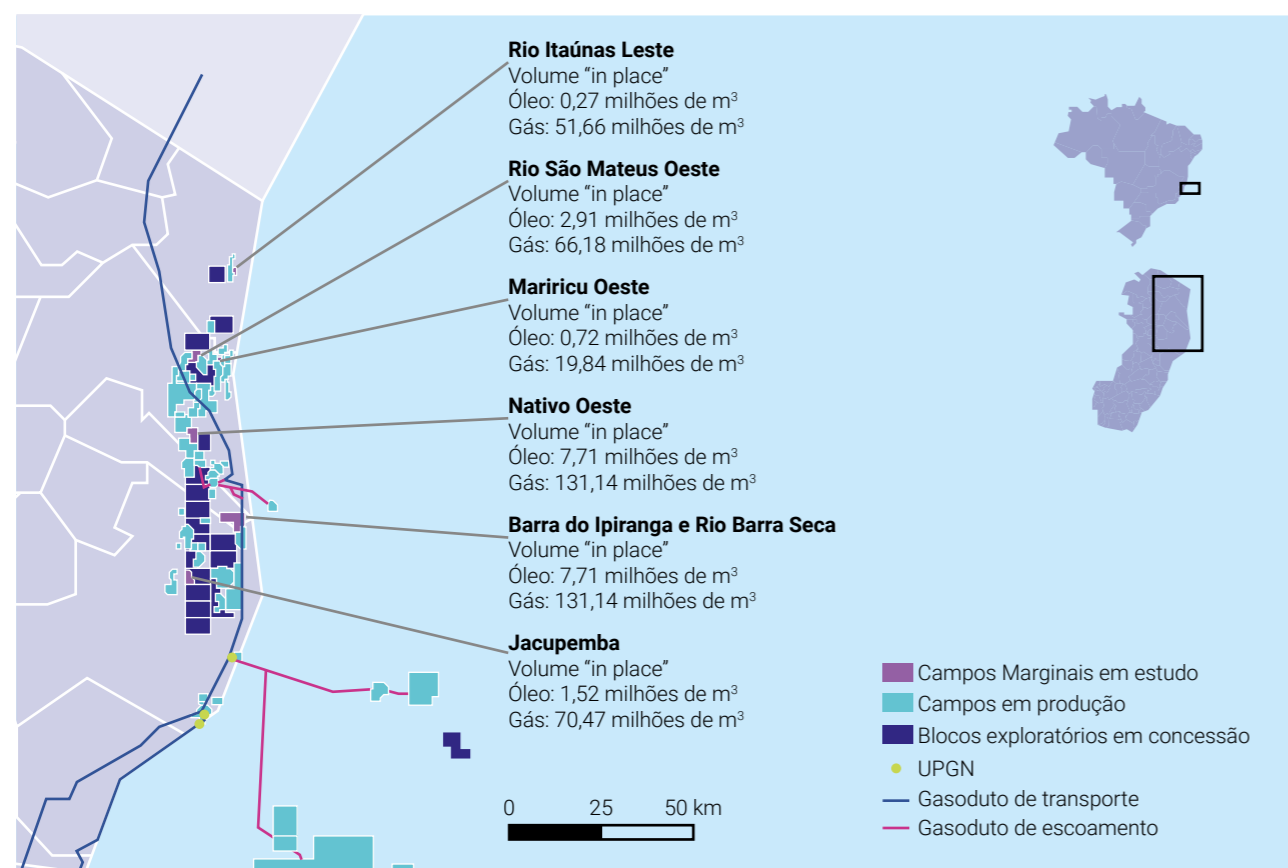 Rio Itaúnas Leste
Volume “in place”
Óleo: 0,27 milhões de m³
Gás: 51,66 milhões de m³
Rio São Mateus Oeste
Volume “in place”
Óleo: 2,91 milhões de m³
Gás: 66,18 milhões de m³
Mariricu Oeste
Volume “in place”
Óleo: 0,72 milhões de m³
Gás: 19,84 milhões de m³
Nativo Oeste
Volume “in place”
Óleo: 7,71 milhões de m³
Gás: 131,14 milhões de m³
Barra do Ipiranga e Rio Barra Seca
Volume “in place”
Óleo: 7,71 milhões de m³
Gás: 131,14 milhões de m³
Jacupemba
Volume “in place”
Óleo: 1,52 milhões de m³
Gás: 70,47 milhões de m³
Campos Marginais em estudo
Campos em produção
Blocos exploratórios em concessão
UPGN
Gasoduto de transporte
Gasoduto de escoamento
0 25 50 km